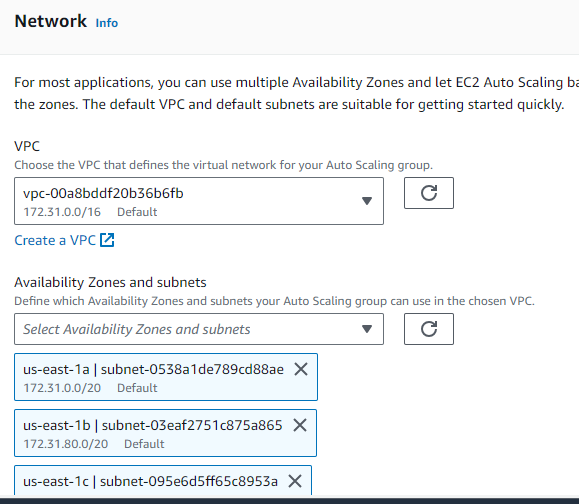 Network Info
For most applications, you can use multiple Availability Zones and let EC2 Auto Scaling
the zones. The default VPC and default subnets are suitable for getting started quickly.
VPC
Choose the VPC that defines the virtual network for your Auto Scaling group.
vpc-00a8bddf20b36b6fb
172.31.0.0/16 Default
Create a VPC
Availability Zones and subnets
Define which Availability Zones and subnets your Auto Scaling group can use in the chosen VPC.
Select Availability Zones and subnets
us-east-1a | subnet-0538a1de789cd88ae
172.31.0.0/20 Default
us-east-1b | subnet-03eaf2751c875a865
172.31.80.0/20 Default
us-east-1c | subnet-095e6d5ff65c8953a